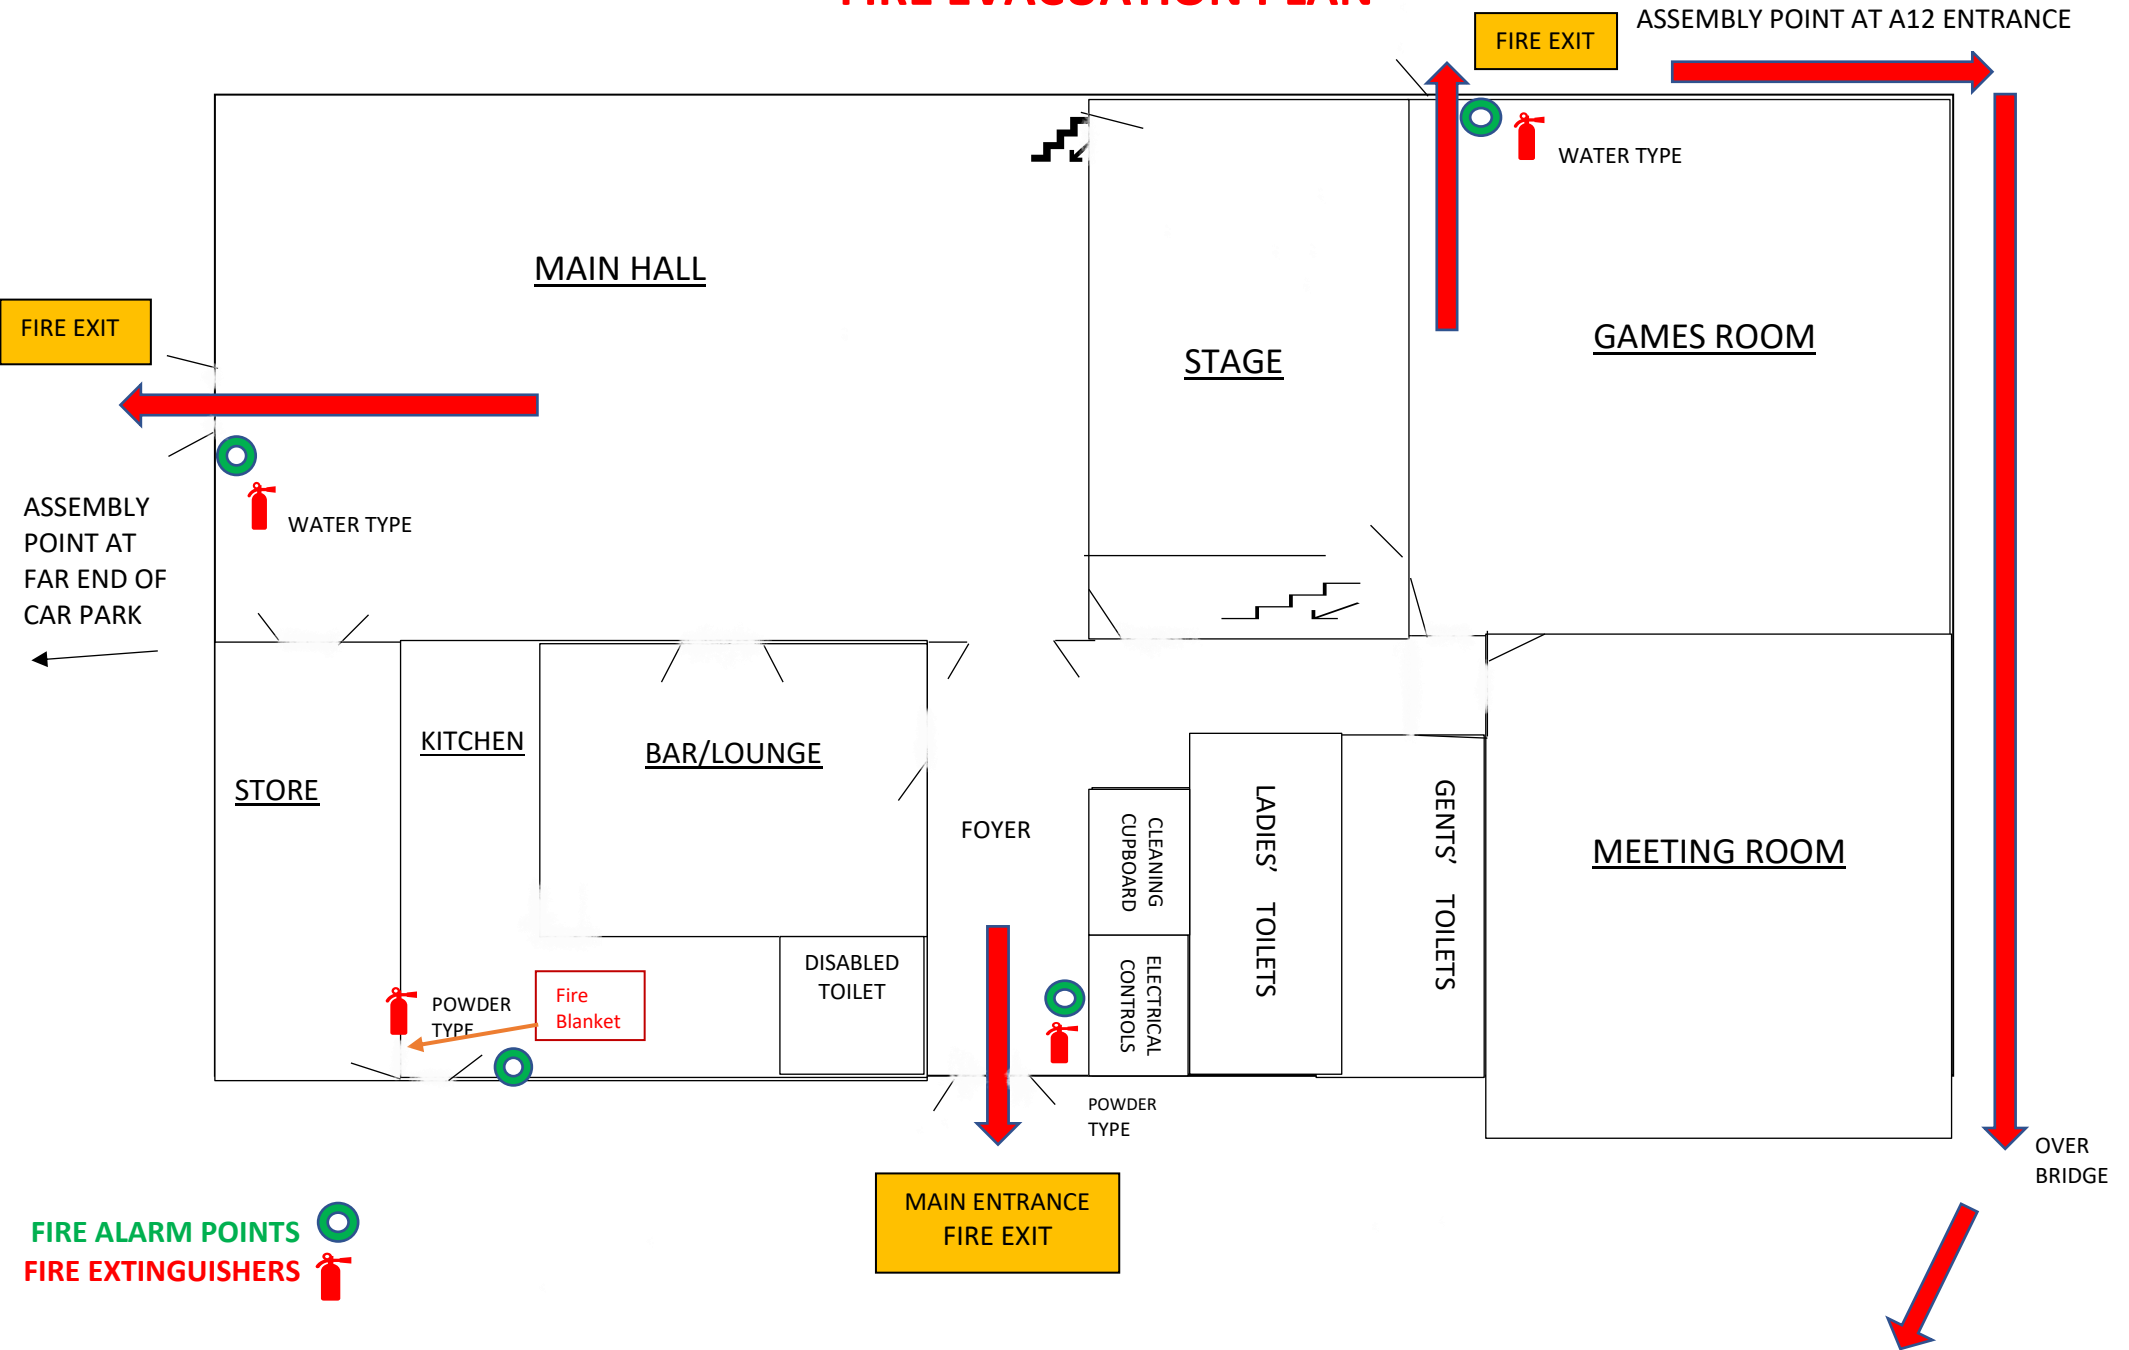 FIRE EVACUATION PLAN
ASSEMBLY POINT AT A12 ENTRANCE
FIRE EXIT
WATER TYPE
MAIN HALL
FIRE EXIT
GAMES ROOM
STAGE
ASSEMBLY
POINT AT
FAR END OF
CAR PARK
WATER TYPE
KITCHEN
BAR/LOUNGE
STORE
FOYER
CLEANING
CUPBOARD
LADIES’ TOILETS
GENTS’ TOILETS
MEETING ROOM
DISABLED
TOILET
ELECTRICAL
CONTROLS
POWDER
TYPE
Fire
Blanket
POWDER
TYPE
OVER
BRIDGE
MAIN ENTRANCE
FIRE EXIT
FIRE ALARM POINTS
FIRE EXTINGUISHERS